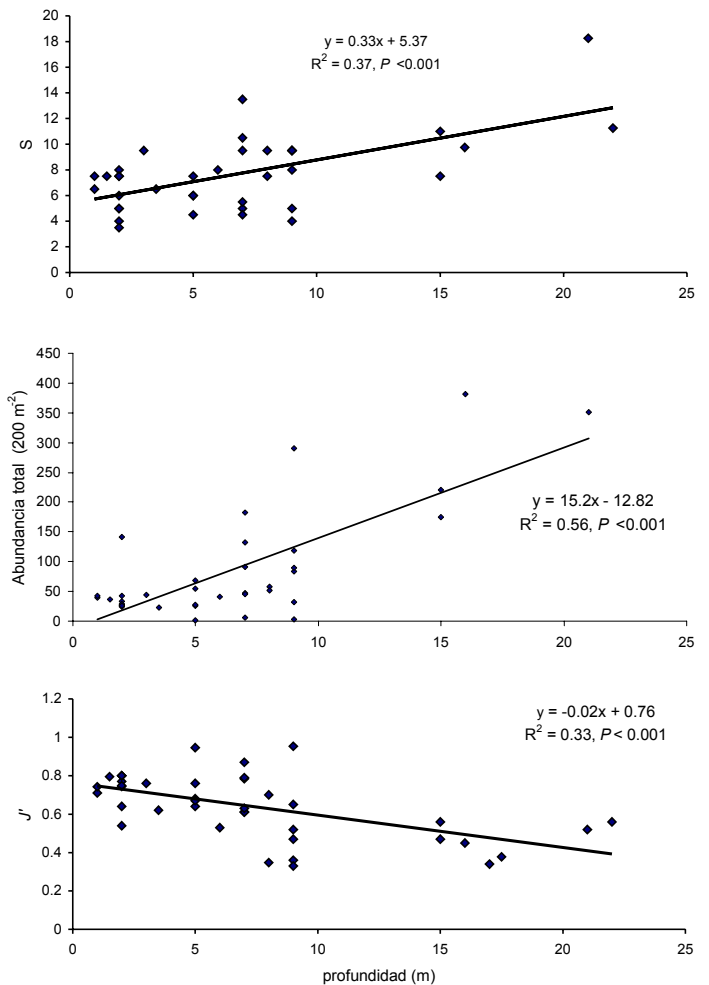 20
18
16
14
12
10
8
6
4
2
0
S
y = 0.33x + 5.37
R² = 0.37, P <0.001
0 5 10 15 20 25
450
400
350
300
250
200
150
100
50
0
Abundancia total (200 m⁻²)
y = 15.2x - 12.82
R² = 0.56, P <0.001
0 5 10 15 20 25
1.2
1
0.8
0.6
0.4
0.2
0
J'
y = -0.02x + 0.76
R² = 0.33, P < 0.001
0 5 10 15 20 25
profundidad (m)